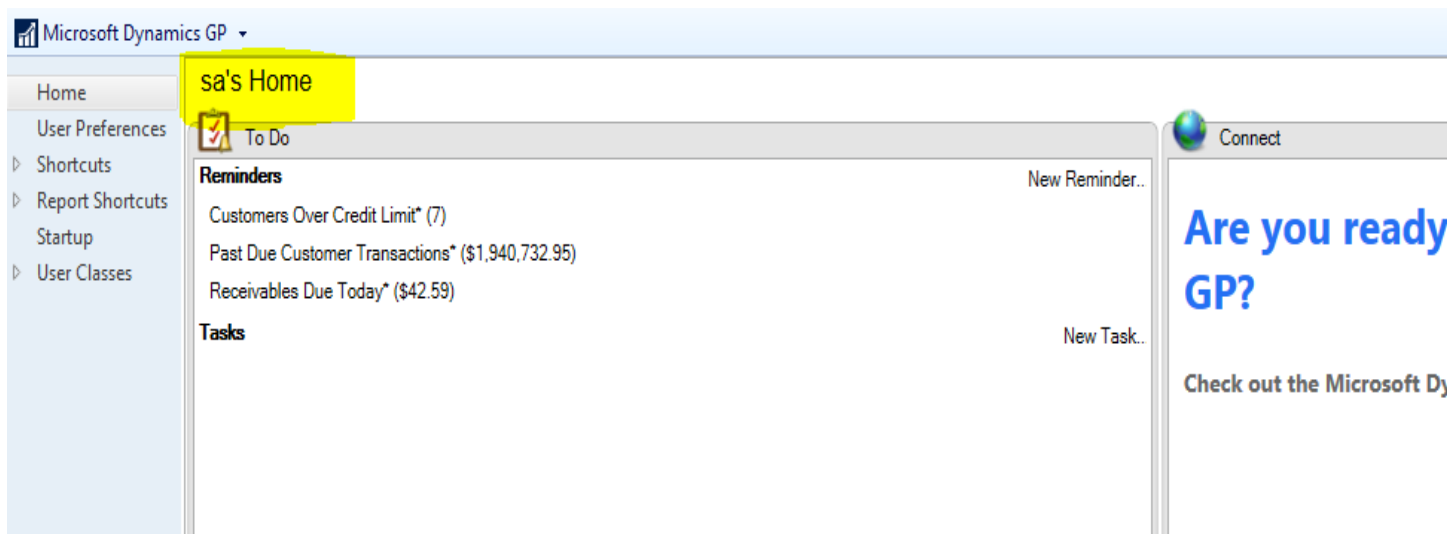 Microsoft Dynamics GP
Home
User Preferences
Shortcuts
Report Shortcuts
Startup
User Classes
sa's Home
To Do
Reminders New Reminder..
Customers Over Credit Limit* (7)
Past Due Customer Transactions* ($1,940,732.95)
Receivables Due Today* ($42.59)
Tasks New Task..
Connect
Are you ready
GP?
Check out the Microsoft Dy